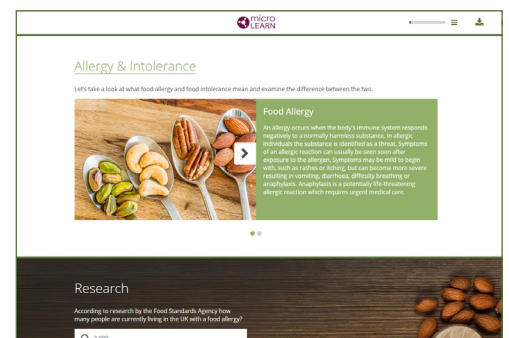 micro
LEARN
Allergy & Intolerance
Let's take a look at what food allergy and food intolerance mean and examine the difference between the two.
Food Allergy
An allergy occurs when the body's immune system responds
negatively to a normally harmless substance. In allergic
individuals the substance is identified as a threat. Symptoms
of an allergic reaction can usually be seen soon after
exposure to the allergen. Symptoms may be mild to begin
with, such as rashes or itching, but can become more severe
resulting in vomiting, diarrhoea, difficulty breathing or
anaphylaxis. Anaphylaxis is a potentially life-threatening
allergic reaction which requires urgent medical care.
Research
According to research by the Food Standards Agency how
many people are currently living in the UK with a food allergy?